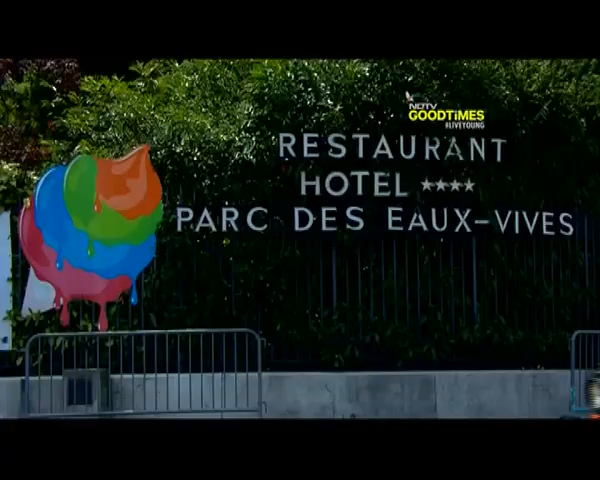 NDTV
GOODTiMES
#LIVEYOUNG
RESTAURANT
HOTEL ★★★★
PARC DES EAUX-VIVES